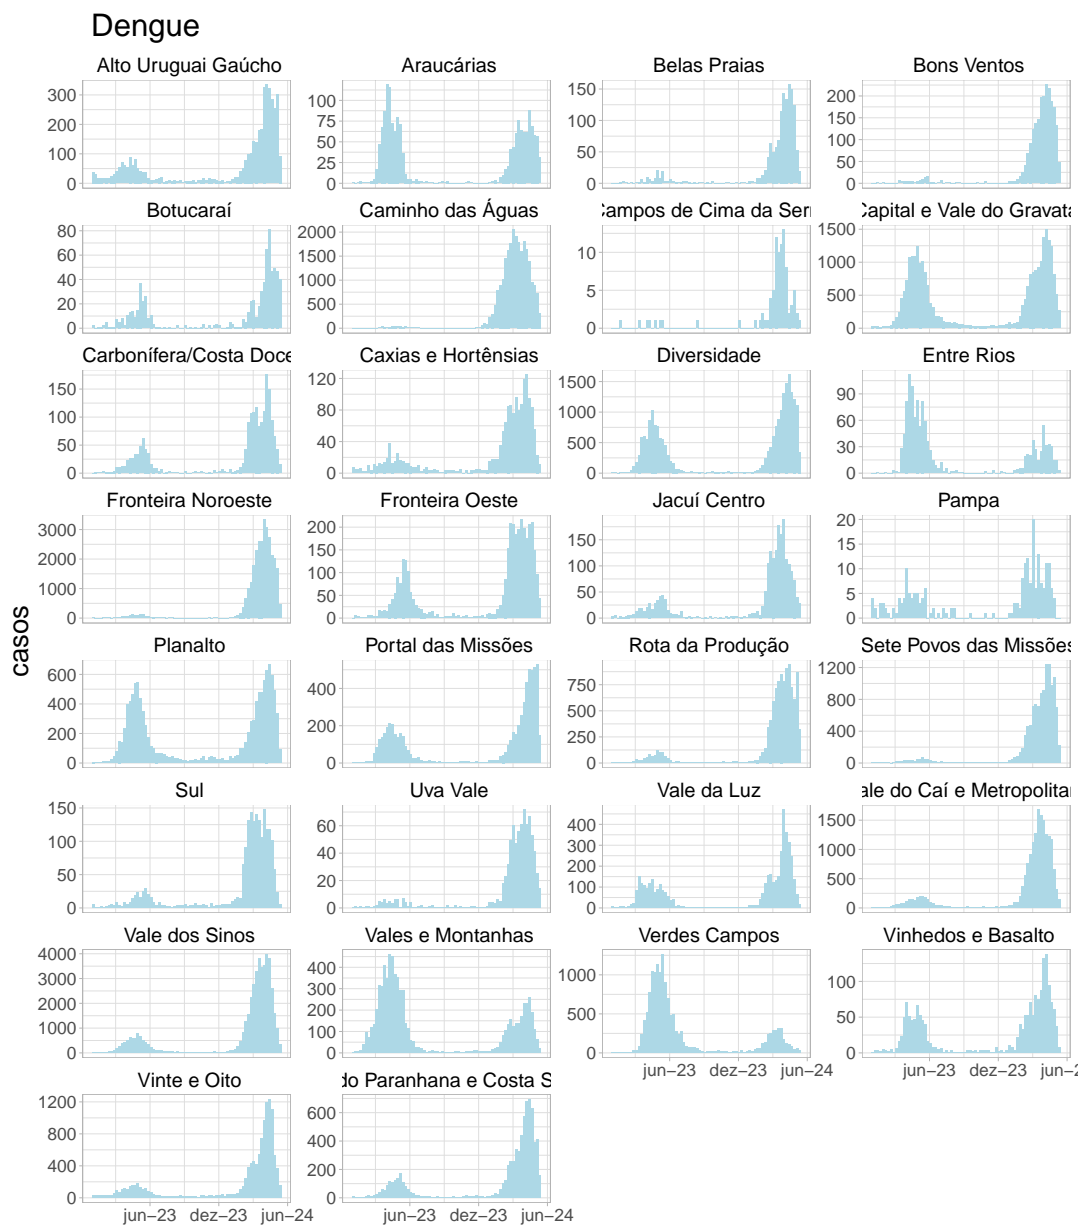 Dengue
Alto Uruguai Gaúcho Araucárias Belas Praias Bons Ventos
300 200 100 0
100 75 50 25 0
150 100 50 0
200 150 100 50 0
Botucaraí Caminho das Águas Campos de Cima da Serr Capital e Vale do Gravata
80 60 40 20 0
2000 1500 1000 500 0
10 5 0
1500 1000 500 0
Carbonífera/Costa Doce Caxias e Hortênsias Diversidade Entre Rios
150 100 50 0
120 80 40 0
1500 1000 500 0
90 60 30 0
Fronteira Noroeste Fronteira Oeste Jacuí Centro Pampa
3000 2000 1000 0
200 150 100 50 0
150 100 50 0
20 15 10 5 0
casos
Planalto Portal das Missões Rota da Produção Sete Povos das Missões
600 400 200 0
400 200 0
750 500 250 0
1200 800 400 0
Sul Uva Vale Vale da Luz ale do Caí e Metropolitan
150 100 50 0
60 40 20 0
400 300 200 100 0
1500 1000 500 0
Vale dos Sinos Vales e Montanhas Verdes Campos Vinhedos e Basalto
4000 3000 2000 1000 0
400 300 200 100 0
1000 500 0
100 50 0
jun–23 dez–23 jun–24 jun–23 dez–23
Vinte e Oito do Paranhana e Costa S
1200 800 400 0
600 400 200 0
jun–23 dez–23 jun–24 jun–23 dez–23 jun–24